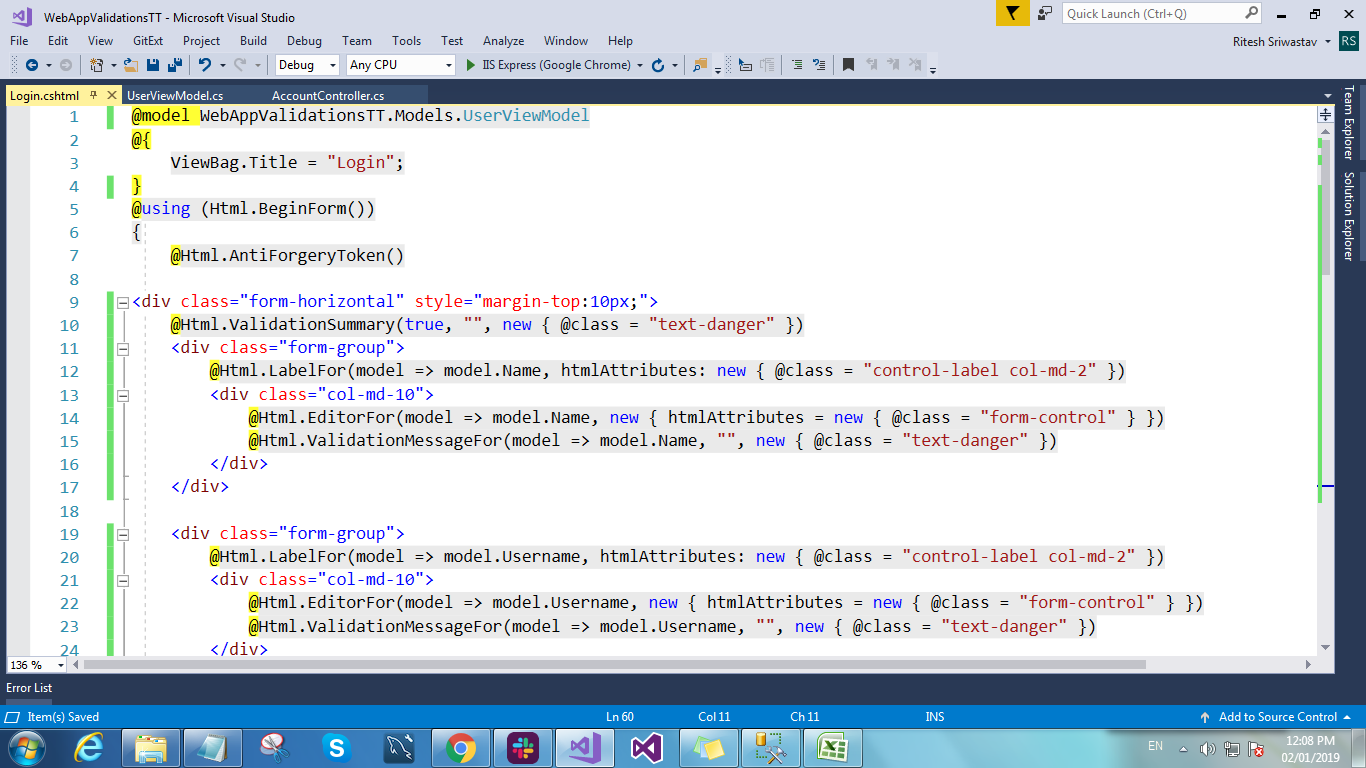 WebAppValidationsTT - Microsoft Visual Studio
Quick Launch (Ctrl+Q)
File Edit View GitExt Project Build Debug Team Tools Test Analyze Window Help
Ritesh Sriwastav RS
Debug Any CPU IIS Express (Google Chrome)
Login.cshtml UserViewModel.cs AccountController.cs
1 @model WebAppValidationsTT.Models.UserViewModel
2 @{
3 ViewBag.Title = "Login";
4 }
5 @using (Html.BeginForm())
6 {
7 @Html.AntiForgeryToken()
8
9 <div class="form-horizontal" style="margin-top:10px;">
10 @Html.ValidationSummary(true, "", new { @class = "text-danger" })
11 <div class="form-group">
12 @Html.LabelFor(model => model.Name, htmlAttributes: new { @class = "control-label col-md-2" })
13 <div class="col-md-10">
14 @Html.EditorFor(model => model.Name, new { htmlAttributes = new { @class = "form-control" } })
15 @Html.ValidationMessageFor(model => model.Name, "", new { @class = "text-danger" })
16 </div>
17 </div>
18
19 <div class="form-group">
20 @Html.LabelFor(model => model.Username, htmlAttributes: new { @class = "control-label col-md-2" })
21 <div class="col-md-10">
22 @Html.EditorFor(model => model.Username, new { htmlAttributes = new { @class = "form-control" } })
23 @Html.ValidationMessageFor(model => model.Username, "", new { @class = "text-danger" })
24 </div>
Team Explorer
Solution Explorer
136 %
Error List
Item(s) Saved Ln 60 Col 11 Ch 11 INS Add to Source Control
EN 12:08 PM
02/01/2019